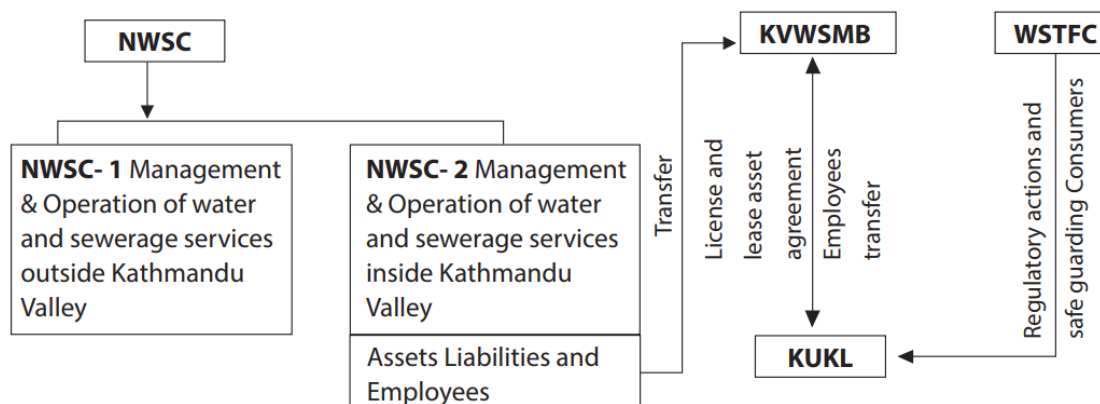 NWSC
KVWSMB
WSTFC
NWSC- 1 Management
& Operation of water
and sewerage services
outside Kathmandu
Valley
NWSC- 2 Management
& Operation of water
and sewerage services
inside Kathmandu
Valley
Assets Liabilities and
Employees
Transfer
License and
lease asset
agreement
Employees
transfer
Regulatory actions and
safe guarding Consumers
KUKL